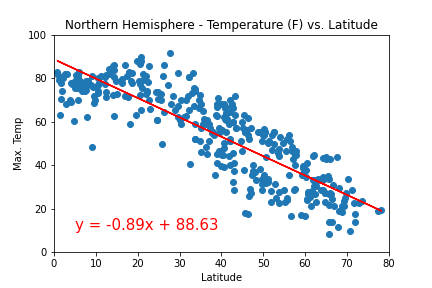 Northern Hemisphere - Temperature (F) vs. Latitude
100
80
60
40
20
0
Max. Temp
y = -0.89x + 88.63
0 10 20 30 40 50 60 70 80
Latitude